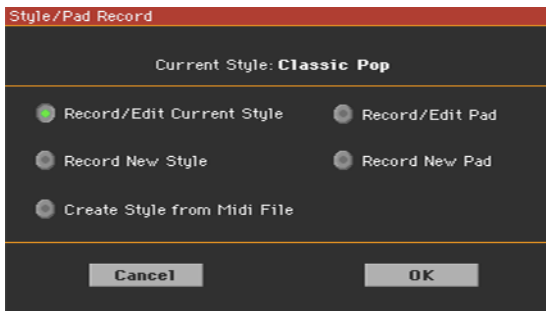 Style/Pad Record
Current Style: Classic Pop
Record/Edit Current Style
Record/Edit Pad
Record New Style
Record New Pad
Create Style from Midi File
Cancel
OK